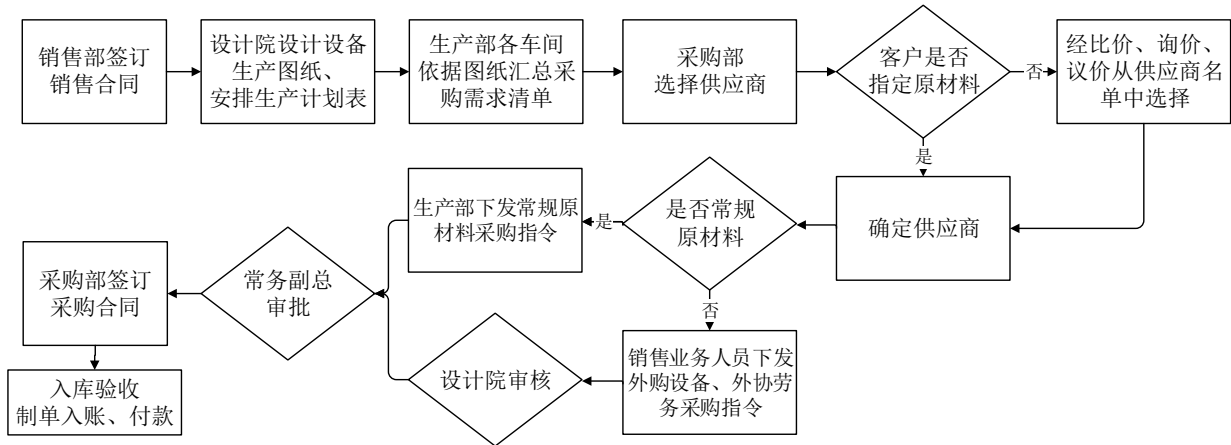 销售部签订
销售合同
设计院设计设备
生产图纸、
安排生产计划表
生产部各车间
依据图纸汇总采
购需求清单
采购部
选择供应商
客户是否
指定原材料
否
经比价、询价、
议价从供应商名
单中选择
是
确定供应商
是否常规
原材料
是
生产部下发常规原
材料采购指令
否
销售业务人员下发
外购设备、外协劳
务采购指令
设计院审核
常务副总
审批
采购部签订
采购合同
入库验收
制单入账、付款